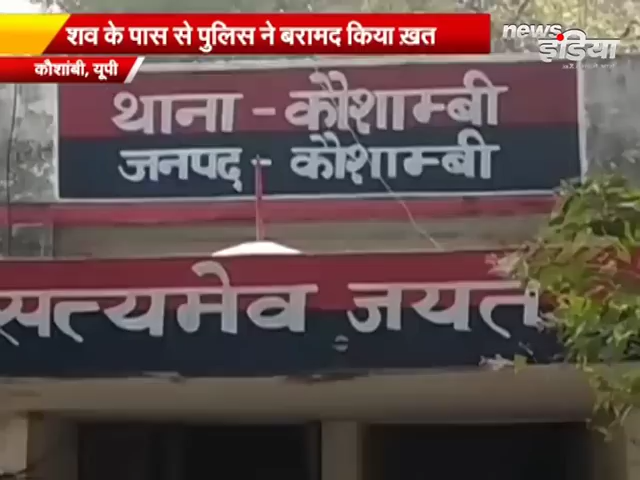 शव के पास से पुलिस ने बरामद किया ख़त
news
इंडिया
कौशांबी, यूपी
थाना - कौशाम्बी
जनपद - कौशाम्बी
सत्यमेव जयत